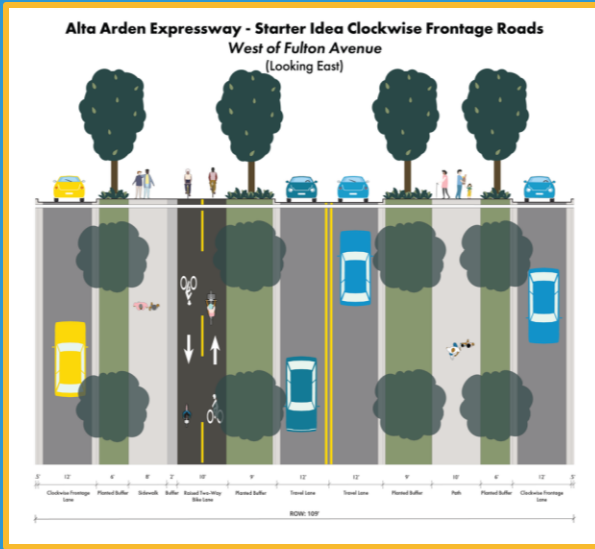 Alta Arden Expressway - Starter Idea Clockwise Frontage Roads
West of Fulton Avenue
(Looking East)
3' 12' 6' 8' 2' 10' 9' 12' 12' 9' 10' 6' 12' 3'
Clockwise Frontage Lane Planted Buffer Sidewalk Buffer Raised Two-Way Bike Lane Planted Buffer Travel Lane Travel Lane Planted Buffer Path Planted Buffer Clockwise Frontage Lane
ROW: 109'